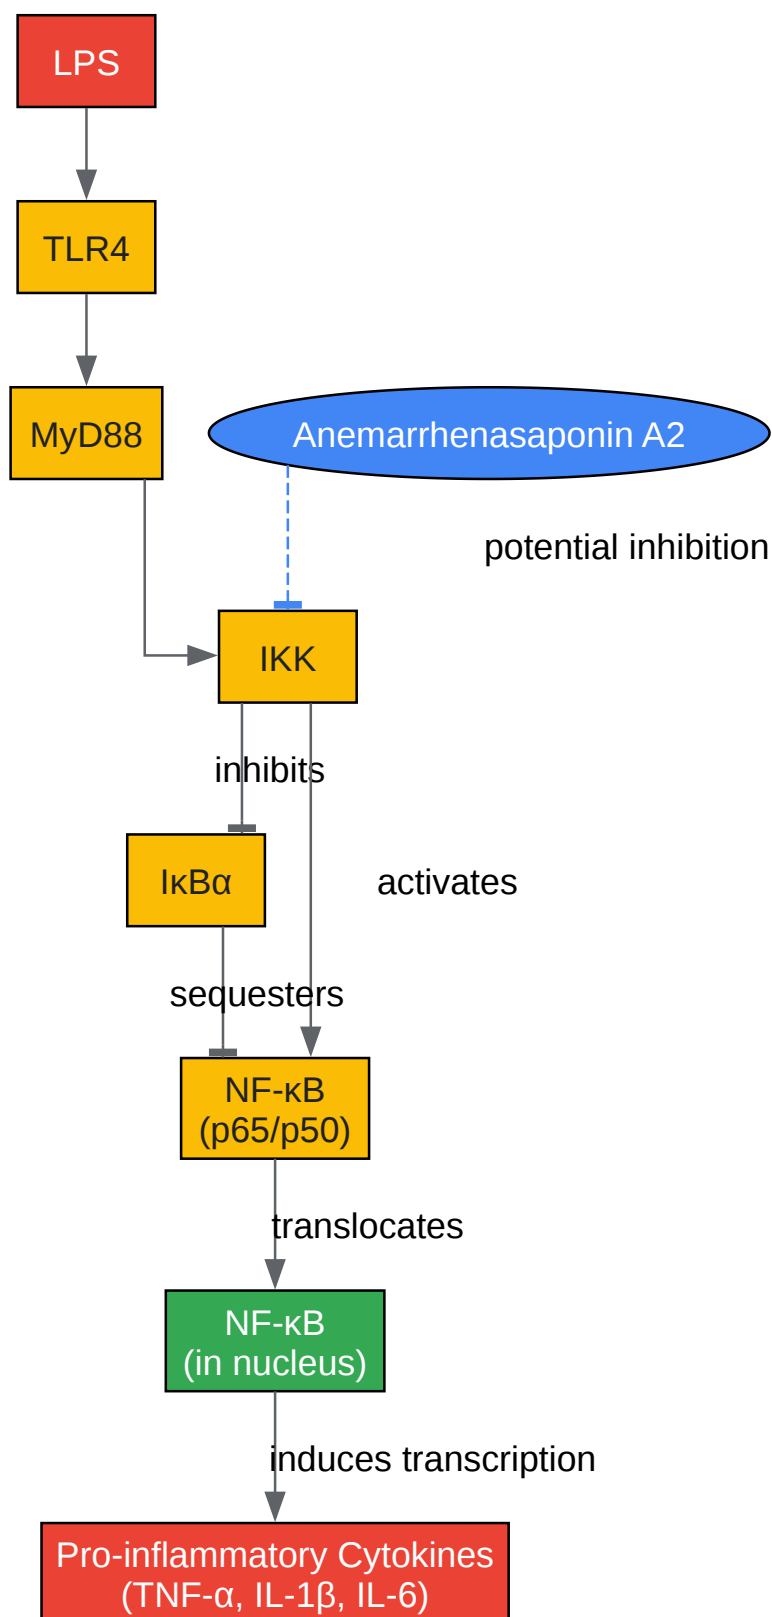 LPS
TLR4
MyD88
Anemarrhenasaponin A2
potential inhibition
IKK
inhibits
IκBα
activates
sequesters
NF-κB
(p65/p50)
translocates
NF-κB
(in nucleus)
induces transcription
Pro-inflammatory Cytokines
(TNF-α, IL-1β, IL-6)